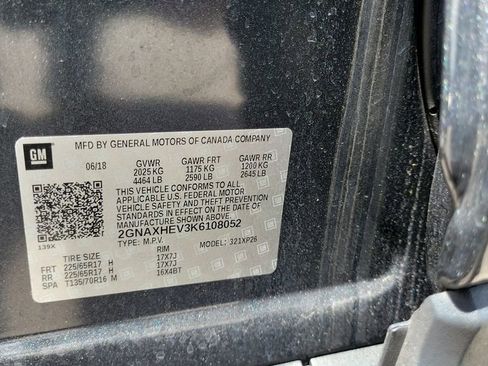 MFD BY GENERAL MOTORS OF CANADA COMPANY
GM
06/18 GVWR GAWR FRT GAWR RR
2025 KG 1175 KG 1200 KG
4464 LB 2590 LB 2645 LB
THIS VEHICLE CONFORMS TO ALL
APPLICABLE U.S. FEDERAL MOTOR
VEHICLE SAFETY AND THEFT PREVENTION
STANDARDS IN EFFECT ON THE DATE OF
MANUFACTURE SHOWN ABOVE.
139X 2GNAXHEV3K6108052
TYPE: M.P.V. MODEL: 321XP26
TIRE SIZE RIM
FRT 225/65R17 H 17X7J
RR 225/65R17 H 17X7J
SPA T135/70R16 M 16X4BT